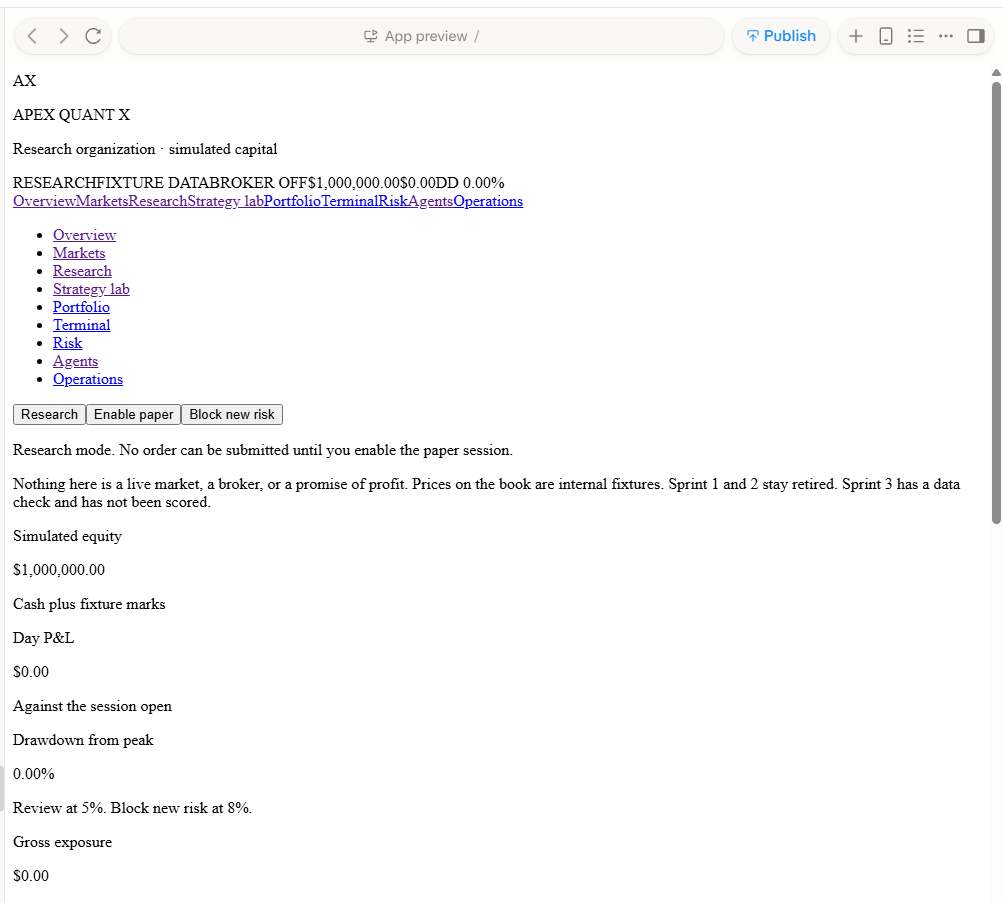 App preview /
Publish
AX
APEX QUANT X
Research organization · simulated capital
RESEARCHFIXTURE DATABROKER OFF$1,000,000.00$0.00DD 0.00%
OverviewMarketsResearchStrategy labPortfolioTerminalRiskAgentsOperations
Overview
Markets
Research
Strategy lab
Portfolio
Terminal
Risk
Agents
Operations
Research Enable paper Block new risk
Research mode. No order can be submitted until you enable the paper session.
Nothing here is a live market, a broker, or a promise of profit. Prices on the book are internal fixtures. Sprint 1 and 2 stay retired. Sprint 3 has a data
check and has not been scored.
Simulated equity
$1,000,000.00
Cash plus fixture marks
Day P&L
$0.00
Against the session open
Drawdown from peak
0.00%
Review at 5%. Block new risk at 8%.
Gross exposure
$0.00